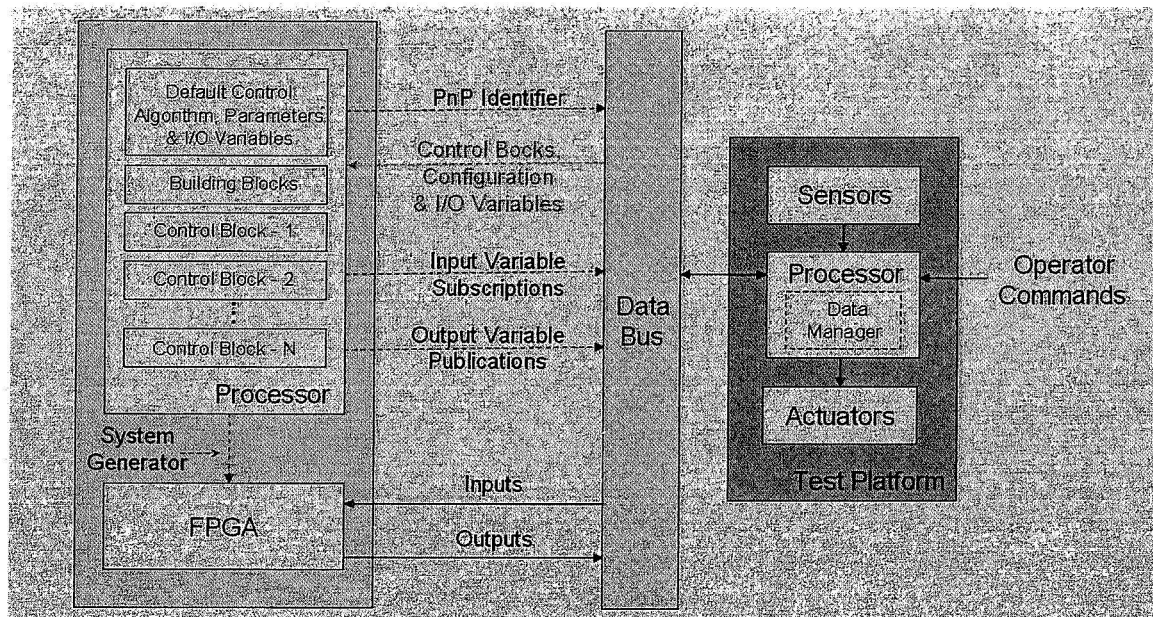 Default Control
Algorithm, Parameters
& I/O Variables
Building Blocks
Control Block - 1
Control Block - 2
Control Block - N
Processor
System
Generator
FPGA
PnP Identifier
Control Bocks,
Configuration
& I/O Variables
Input Variable
Subscriptions
Output Variable
Publications
Inputs
Outputs
Data
Bus
Sensors
Processor
Data
Manager
Actuators
Test Platform
Operator
Commands